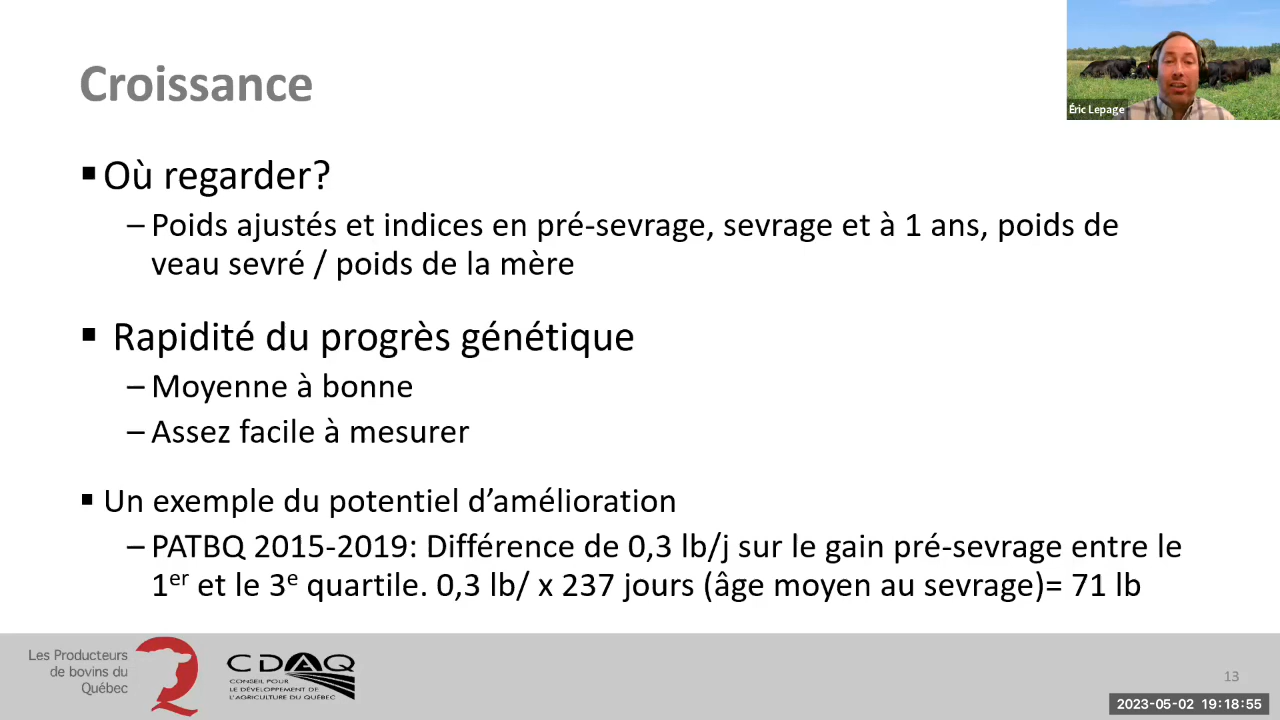 Croissance
Éric Lepage
▪Où regarder?
– Poids ajustés et indices en pré-sevrage, sevrage et à 1 ans, poids de
veau sevré / poids de la mère
▪ Rapidité du progrès génétique
– Moyenne à bonne
– Assez facile à mesurer
▪ Un exemple du potentiel d’amélioration
– PATBQ 2015-2019: Différence de 0,3 lb/j sur le gain pré-sevrage entre le
1er et le 3e quartile. 0,3 lb/ x 237 jours (âge moyen au sevrage)= 71 lb
Les Producteurs
de bovins du
Québec
CDAQ
CONSEIL POUR
LE DÉVELOPPEMENT DE
L'AGRICULTURE DU QUÉBEC
13
2023-05-02 19:18:55